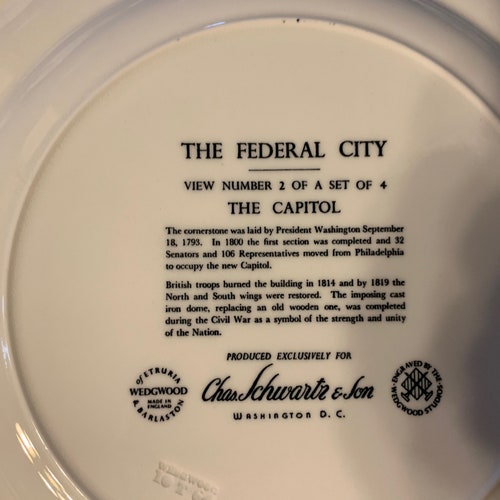 THE FEDERAL CITY
VIEW NUMBER 2 OF A SET OF 4
THE CAPITOL
The cornerstone was laid by President Washington September
18, 1793. In 1800 the first section was completed and 32
Senators and 106 Representatives moved from Philadelphia
to occupy the new Capitol.
British troops burned the building in 1814 and by 1819 the
North and South wings were restored. The imposing cast
iron dome, replacing an old wooden one, was completed
during the Civil War as a symbol of the strength and unity
of the Nation.
PRODUCED EXCLUSIVELY FOR
Chas. Schwartz & Son
WASHINGTON D. C.
OF ETRURIA
WEDGWOOD
MADE IN
ENGLAND
& BARLASTON
ENGRAVED BY THE
WEDGWOOD STUDIOS
WEDGWOOD